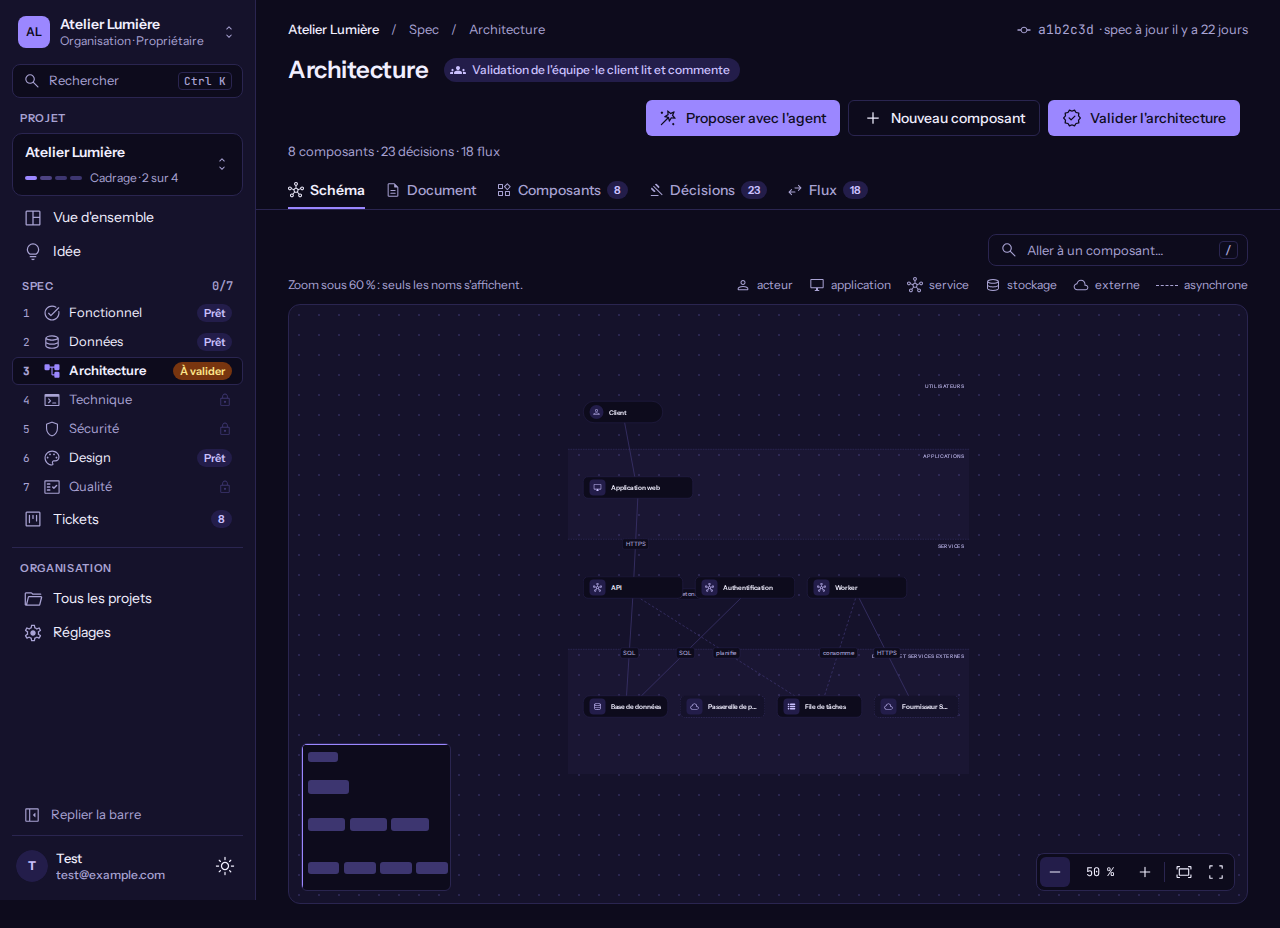 AL
Atelier Lumière
Organisation·Propriétaire
Rechercher
Ctrl K
PROJET
Atelier Lumière
Cadrage·2 sur 4
Vue d'ensemble
Idée
SPEC 0/7
1 Fonctionnel Prêt
2 Données Prêt
3 Architecture À valider
4 Technique
5 Sécurité
6 Design Prêt
7 Qualité
Tickets 8
ORGANISATION
Tous les projets
Réglages
Replier la barre
T
Test
test@example.com
Atelier Lumière / Spec / Architecture
a1b2c3d ·spec à jour il y a 22 jours
Architecture
Validation de l'équipe·le client lit et commente
Proposer avec l'agent
Nouveau composant
Valider l'architecture
8 composants·23 décisions·18 flux
Schéma
Document
Composants 8
Décisions 23
Flux 18
Aller à un composant… /
Zoom sous 60 % : seuls les noms s'affichent.
acteur
application
service
stockage
externe
asynchrone
UTILISATEURS
Client
APPLICATIONS
Application web
HTTPS
SERVICES
API
Authentification
Worker
SQL
SQL
planifie
consomme
HTTPS
ET SERVICES EXTERNES
Base de données
Passerelle de p…
File de tâches
Fournisseur S…
50 %